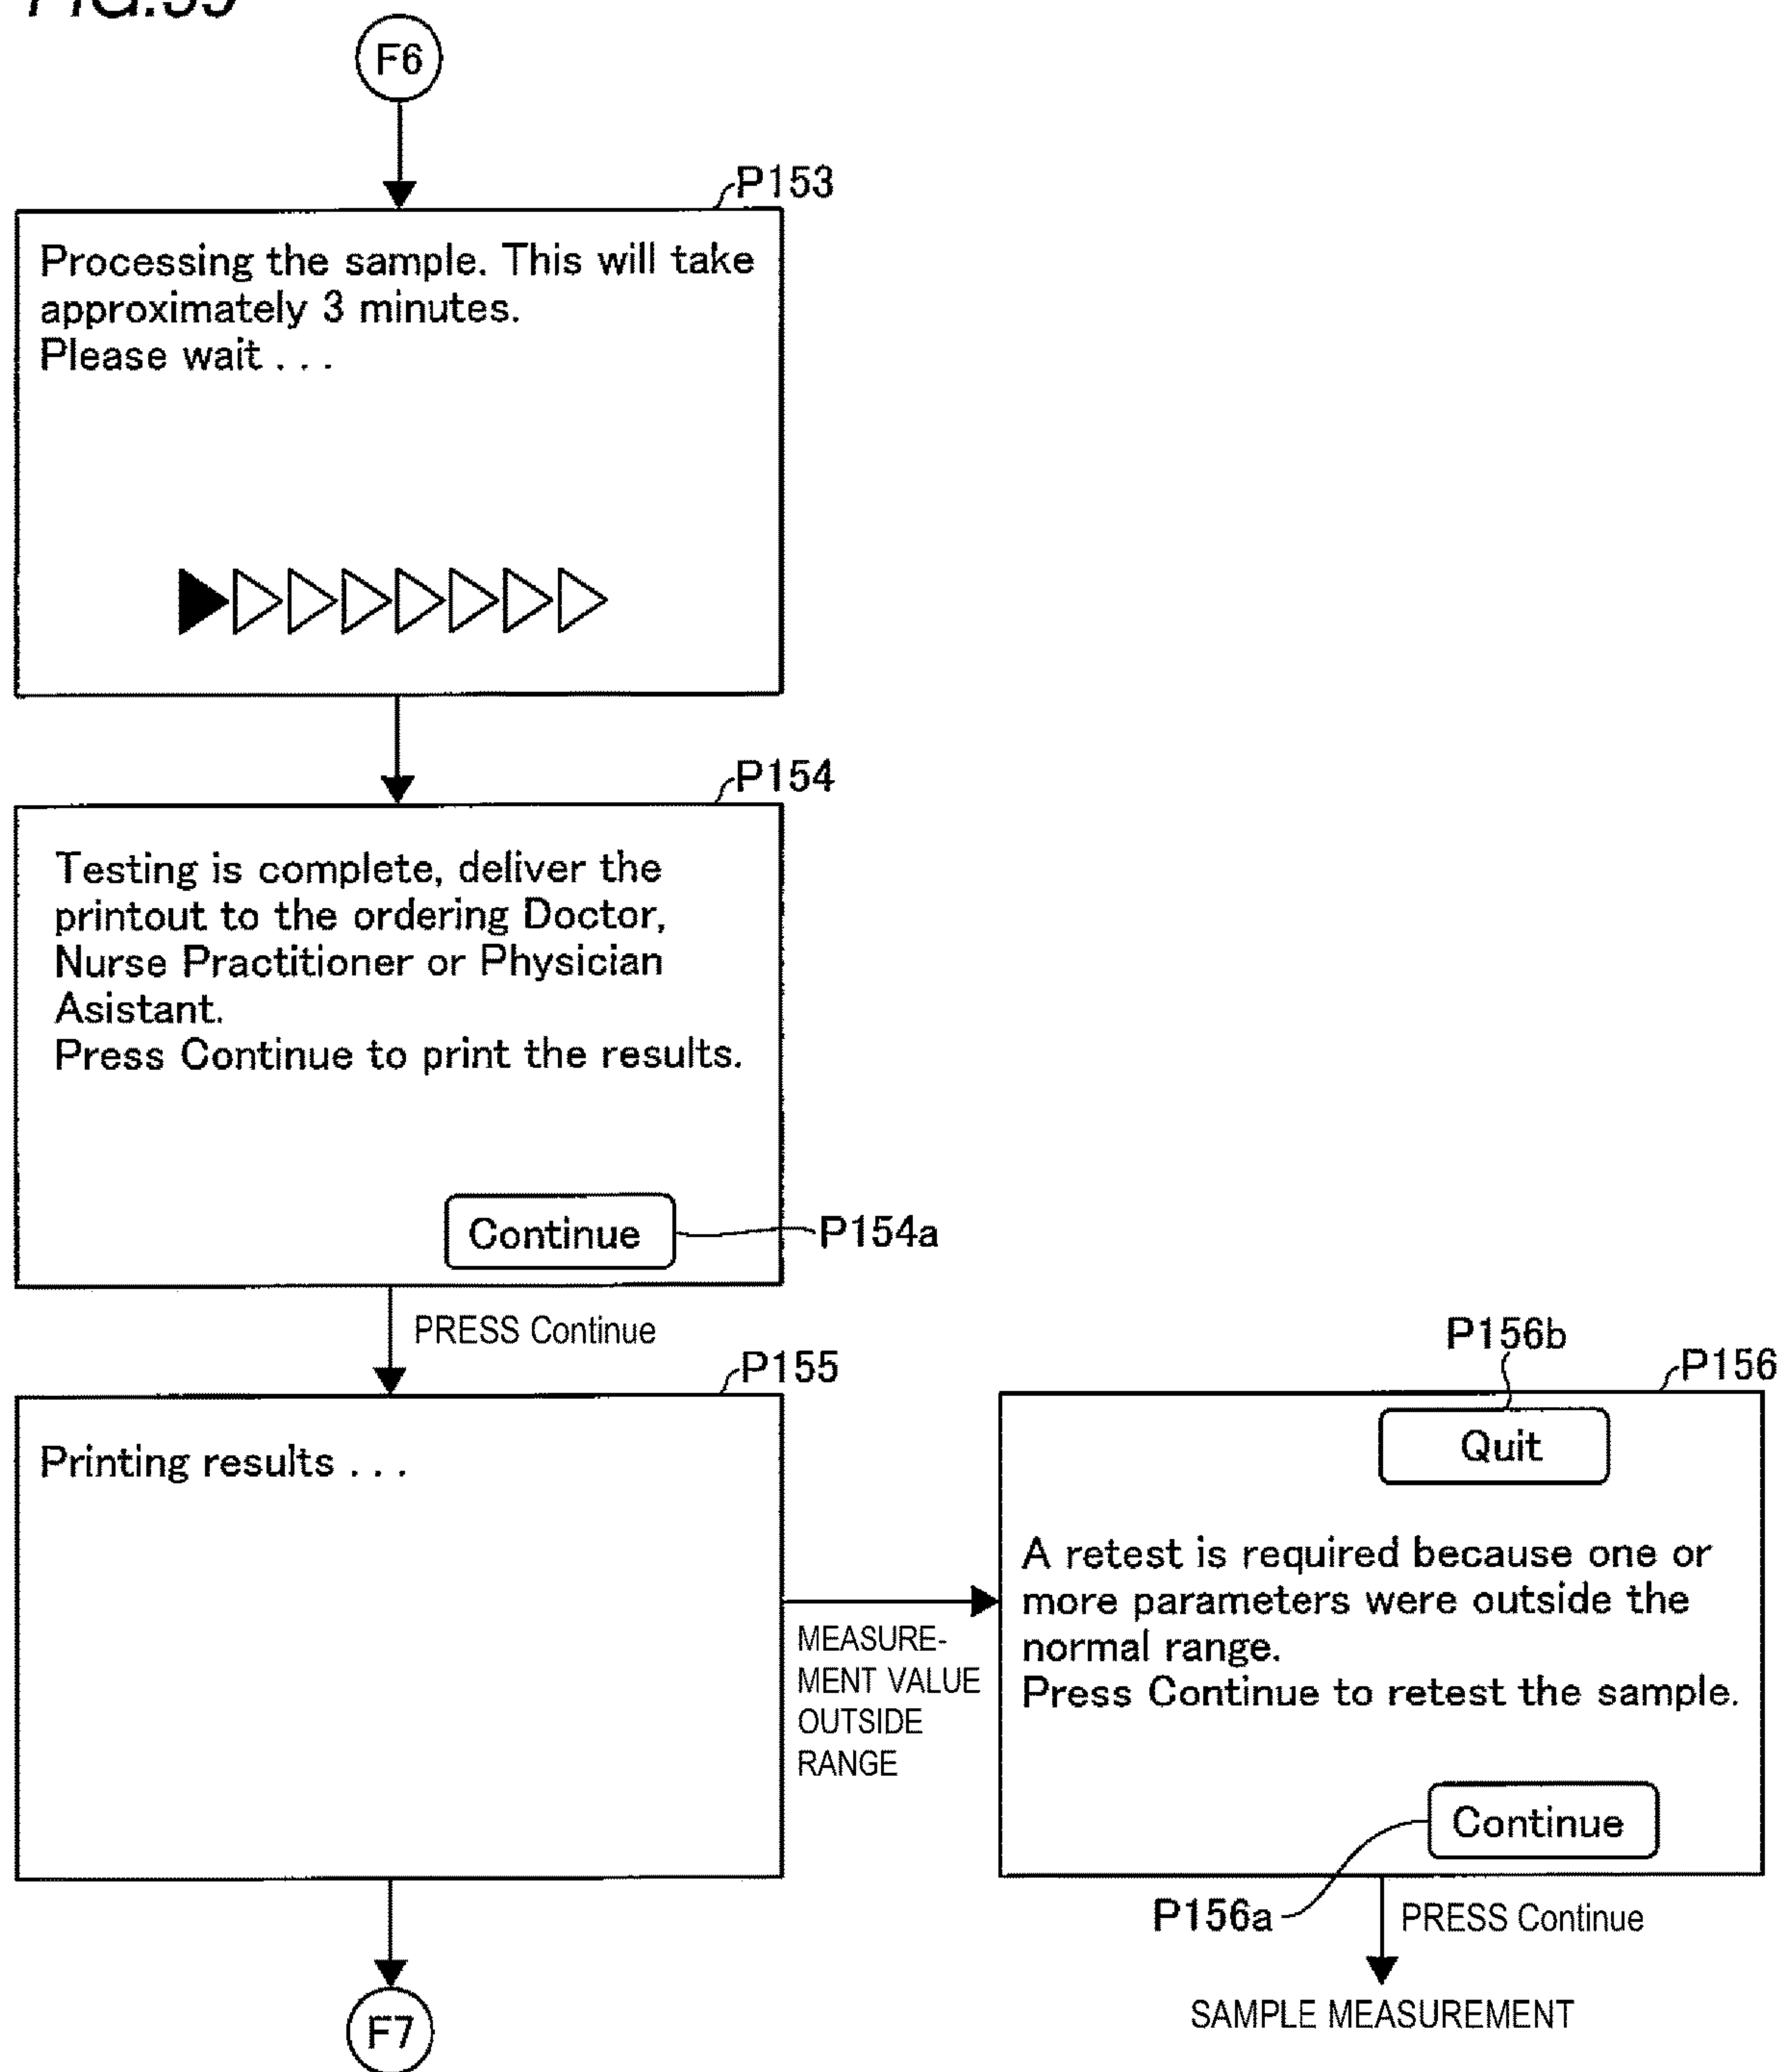 F6
P153
Processing the sample. This will take
approximately 3 minutes.
Please wait . . .
P154
Testing is complete, deliver the
printout to the ordering Doctor,
Nurse Practitioner or Physician
Asistant.
Press Continue to print the results.
Continue
P154a
PRESS Continue
P155
Printing results . . .
MEASURE-
MENT VALUE
OUTSIDE
RANGE
P156b
P156
Quit
A retest is required because one or
more parameters were outside the
normal range.
Press Continue to retest the sample.
Continue
P156a
PRESS Continue
SAMPLE MEASUREMENT
F7